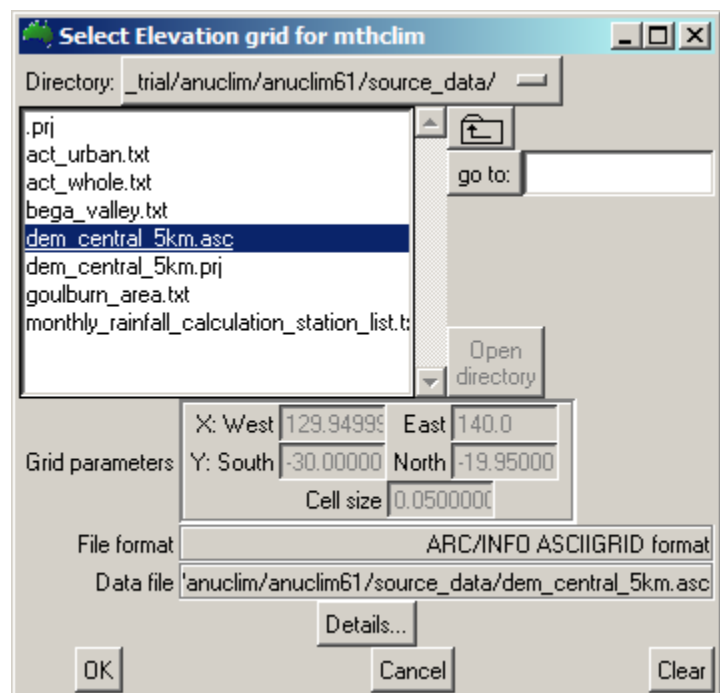 Select Elevation grid for mthclim
Directory: _trial/anuclim/anuclim61/source_data/
.prj
act_urban.txt
act_whole.txt
go to:
bega_valley.txt
dem_central_5km.asc
dem_central_5km.prj
goulburn_area.txt
monthly_rainfall_calculation_station_list.t
Open
directory
X: West 129.94999 East 140.0
Grid parameters Y: South -30.00000 North -19.95000
Cell size 0.0500000
File format ARC/INFO ASCIIGRID format
Data file 'anuclim/anuclim61/source_data/dem_central_5km.asc
Details...
OK Cancel Clear